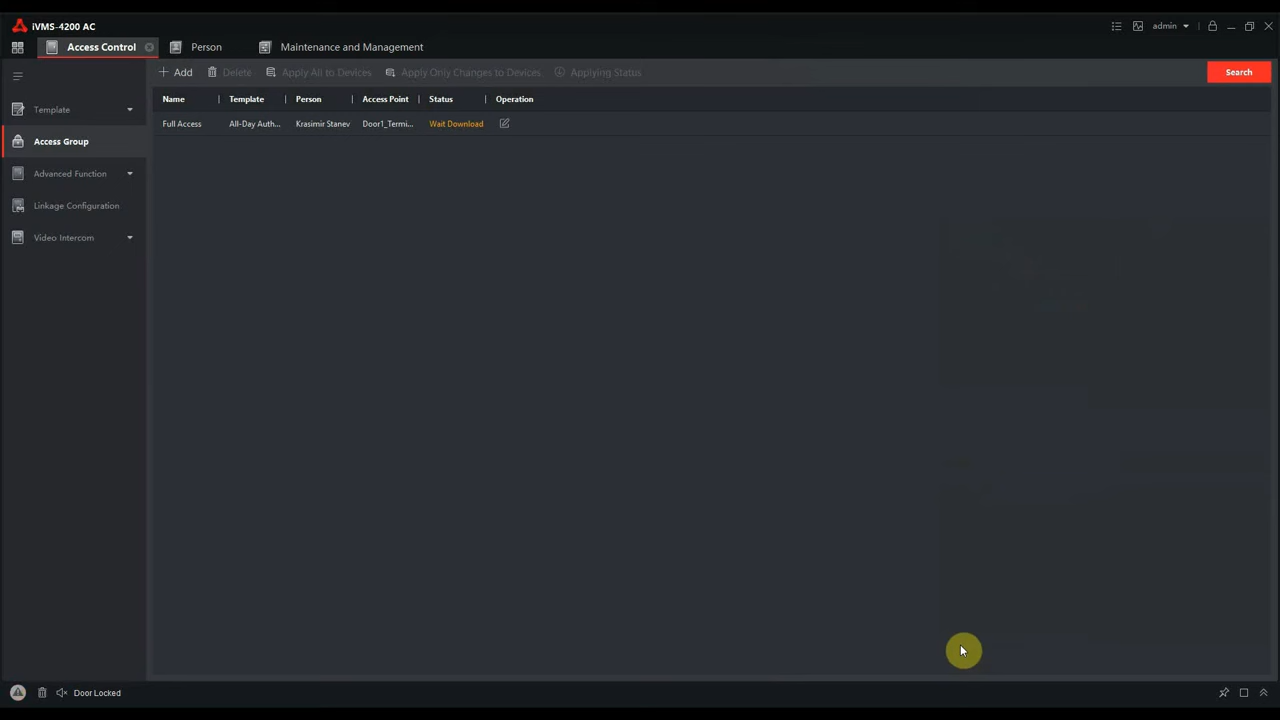 iVMS-4200 AC
admin
Access Control
Person
Maintenance and Management
Add
Delete
Apply All to Devices
Apply Only Changes to Devices
Applying Status
Search
Template
Access Group
Advanced Function
Linkage Configuration
Video Intercom
Name | Template | Person | Access Point | Status | Operation
Full Access All-Day Auth... Krasimir Stanev Door1_Termi... Wait Download
Door Locked